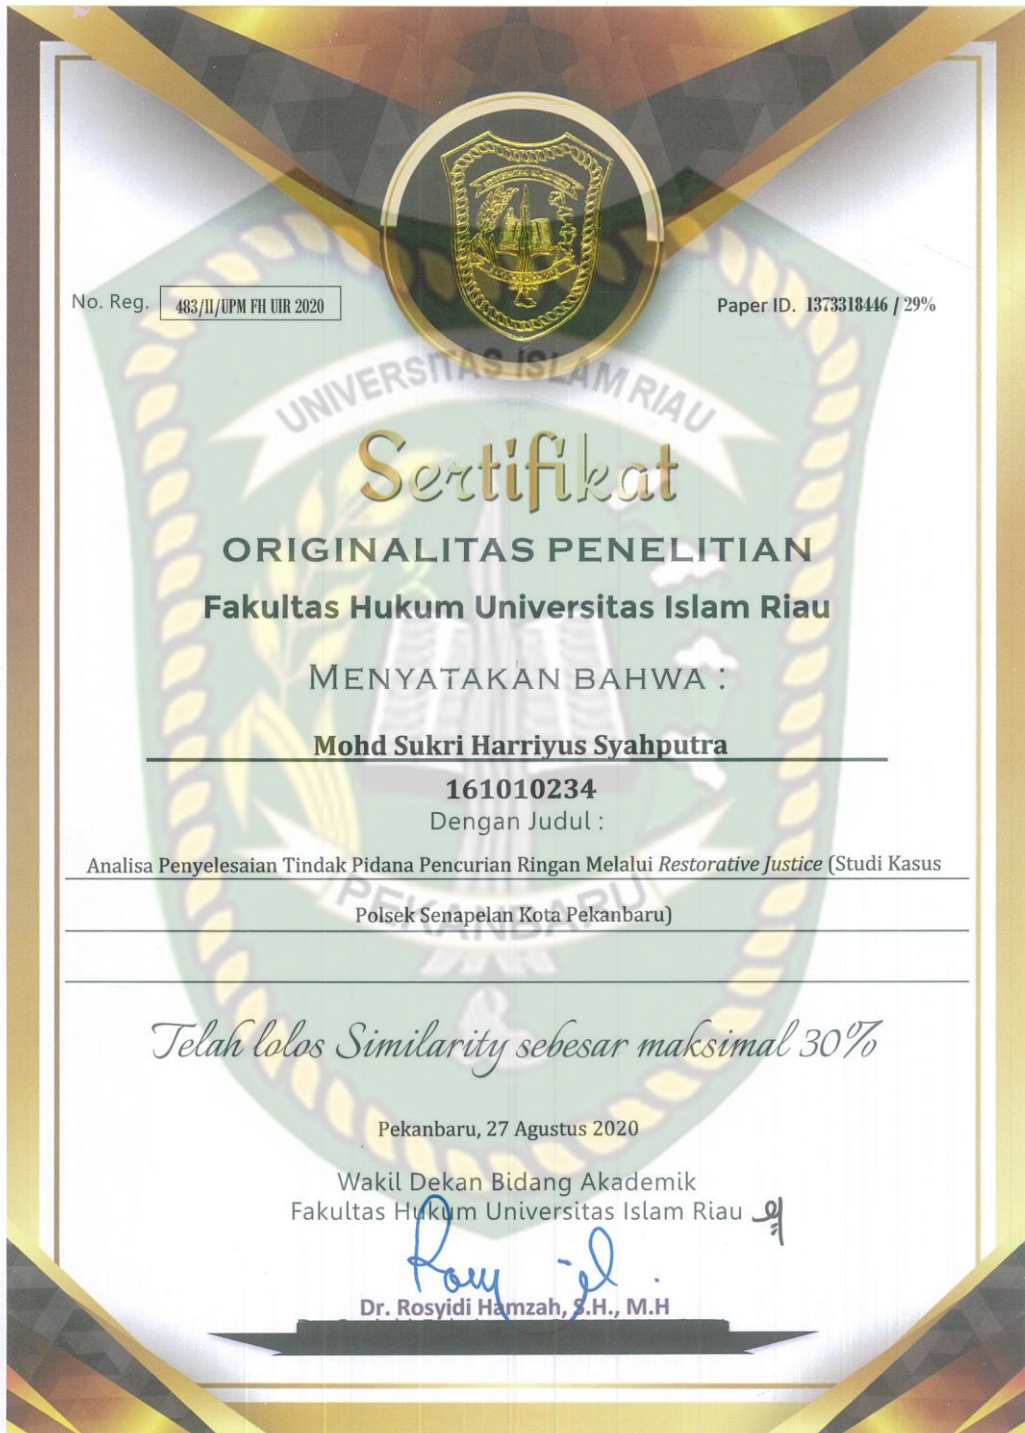 No. Reg. 483/II/UPM FH UIR 2020
Paper ID. 1373318446 / 29%
UNIVERSITAS ISLAM RIAU
Sertifikat
ORIGINALITAS PENELITIAN
Fakultas Hukum Universitas Islam Riau
MENYATAKAN BAHWA :
Mohd Sukri Harriyus Syahputra
161010234
Dengan Judul :
Analisa Penyelesaian Tindak Pidana Pencurian Ringan Melalui Restorative Justice (Studi Kasus
Polsek Senapelan Kota Pekanbaru)
PEKANBARU
Telah lolos Similarity sebesar maksimal 30%
Pekanbaru, 27 Agustus 2020
Wakil Dekan Bidang Akademik
Fakultas Hukum Universitas Islam Riau
Dr. Rosyidi Hamzah, S.H., M.H